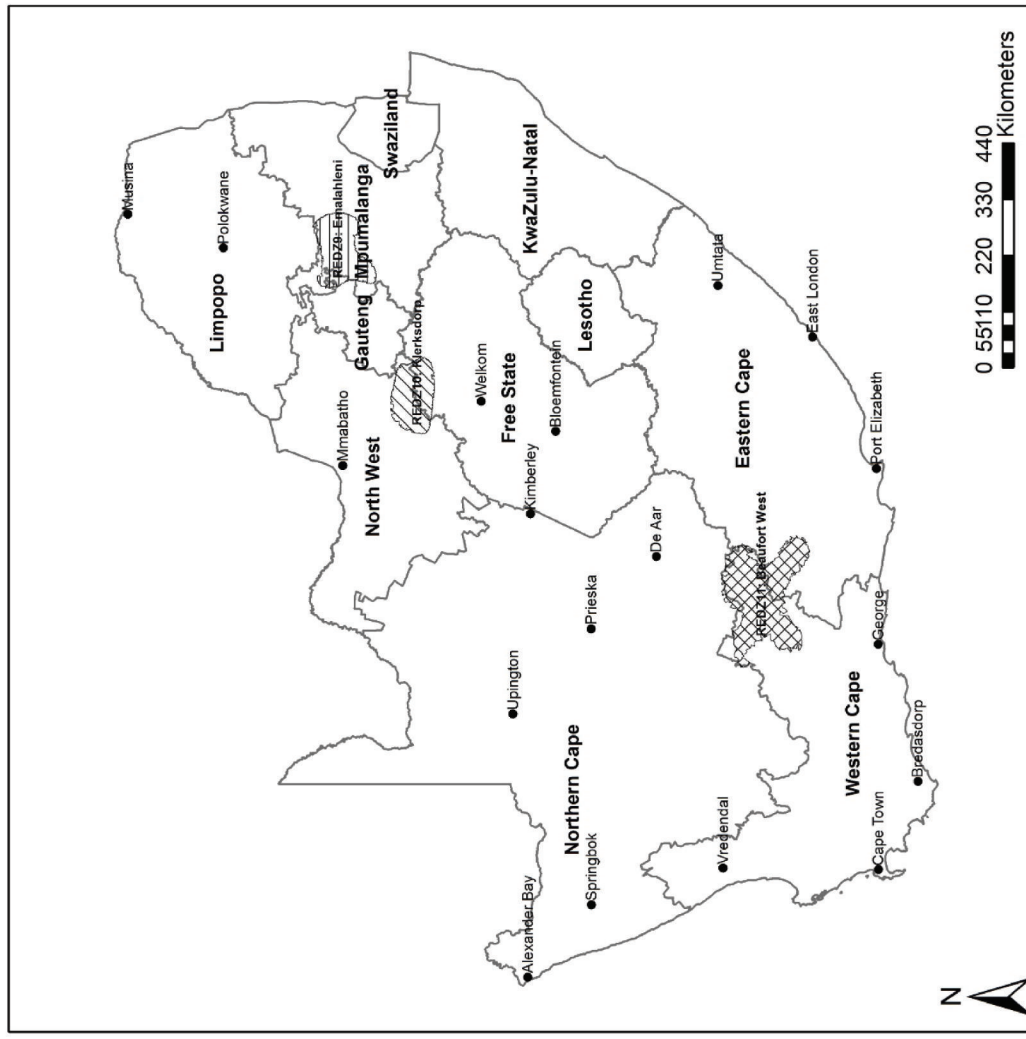 Musina
Polokwane
Limpopo
REDZ9: Emalahleni
Mpumalanga
Gauteng
Swaziland
Mmabatho
North West
REDZ10: Klerksdorp
Welkom
Free State
KwaZulu-Natal
Kimberley
Bloemfontein
Lesotho
Upington
Alexander Bay
Springbok
Northern Cape
Prieska
De Aar
Umtata
Vredendal
REDZ11: Beaufort West
Eastern Cape
East London
Western Cape
Cape Town
George
Port Elizabeth
Bredasdorp
N
0 55110 220 330 440
Kilometers